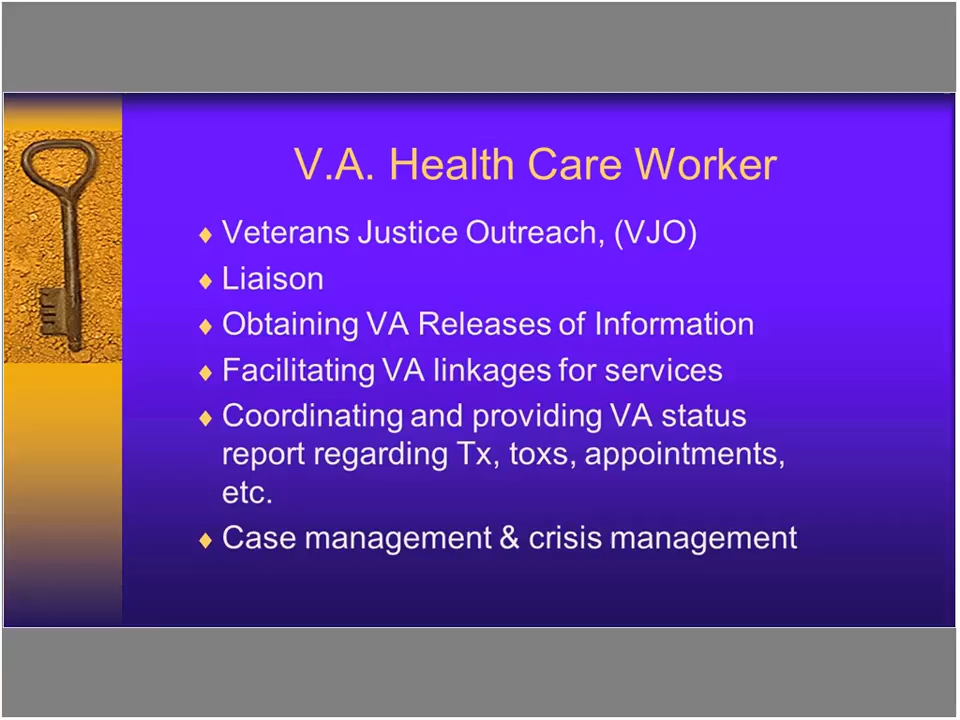 V.A. Health Care Worker
♦ Veterans Justice Outreach, (VJO)
♦ Liaison
♦ Obtaining VA Releases of Information
♦ Facilitating VA linkages for services
♦ Coordinating and providing VA status
report regarding Tx, toxs, appointments,
etc.
♦ Case management & crisis management